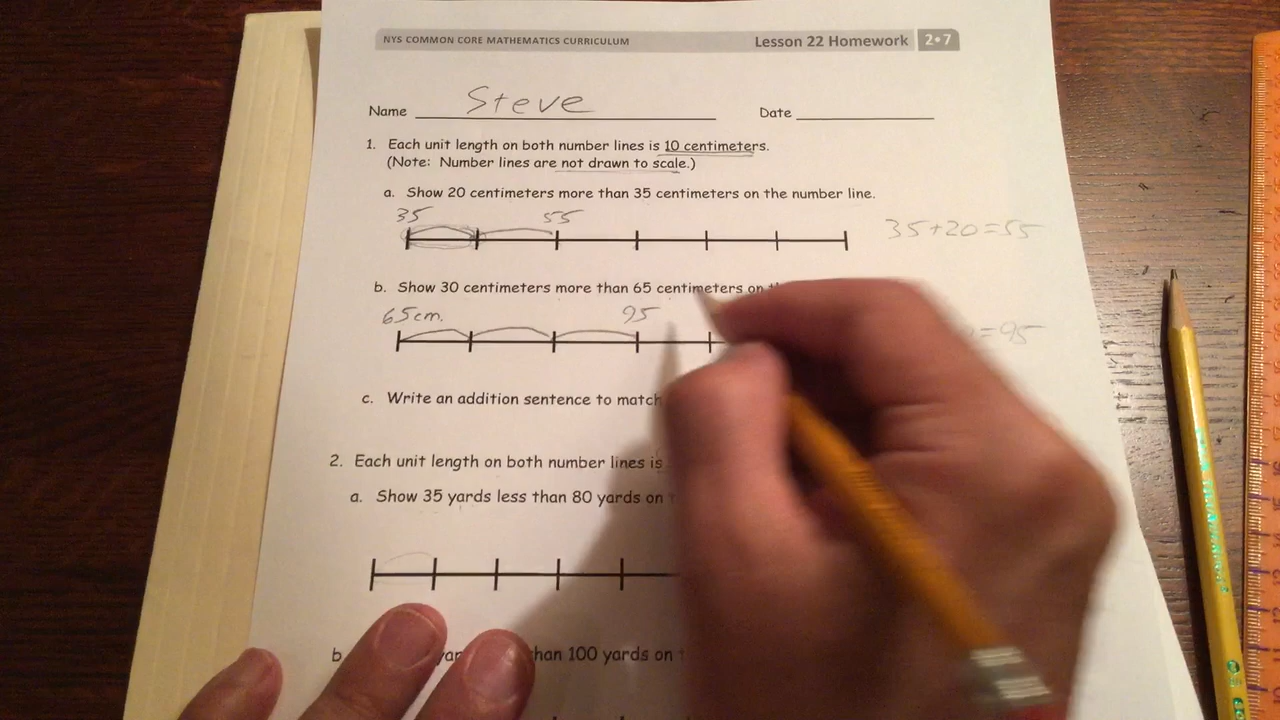 NYS COMMON CORE MATHEMATICS CURRICULUM Lesson 22 Homework 2•7
Name Steve Date
1. Each unit length on both number lines is 10 centimeters.
(Note: Number lines are not drawn to scale.)
a. Show 20 centimeters more than 35 centimeters on the number line.
35 55 35+20=55
b. Show 30 centimeters more than 65 centimeters on
65cm. 95 =95
c. Write an addition sentence to match
2. Each unit length on both number lines is
a. Show 35 yards less than 80 yards on
b. 100 yards on